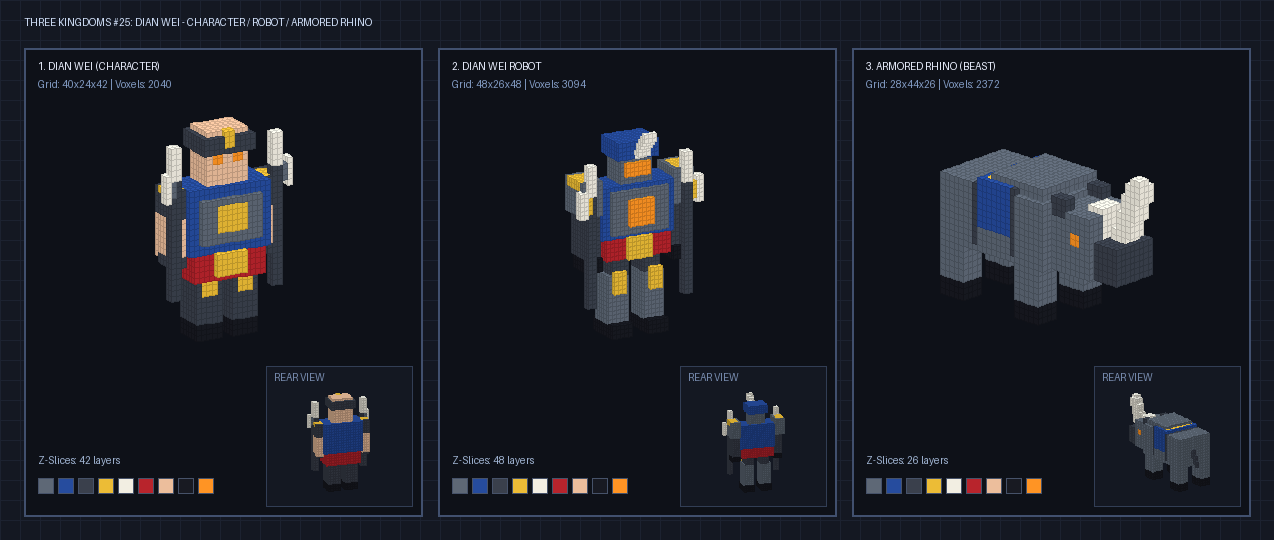 THREE KINGDOMS #25: DIAN WEI - CHARACTER / ROBOT / ARMORED RHINO
1. DIAN WEI (CHARACTER)
Grid: 40x24x42 | Voxels: 2040
REAR VIEW
Z-Slices: 42 layers
2. DIAN WEI ROBOT
Grid: 48x26x48 | Voxels: 3094
REAR VIEW
Z-Slices: 48 layers
3. ARMORED RHINO (BEAST)
Grid: 28x44x26 | Voxels: 2372
REAR VIEW
Z-Slices: 26 layers